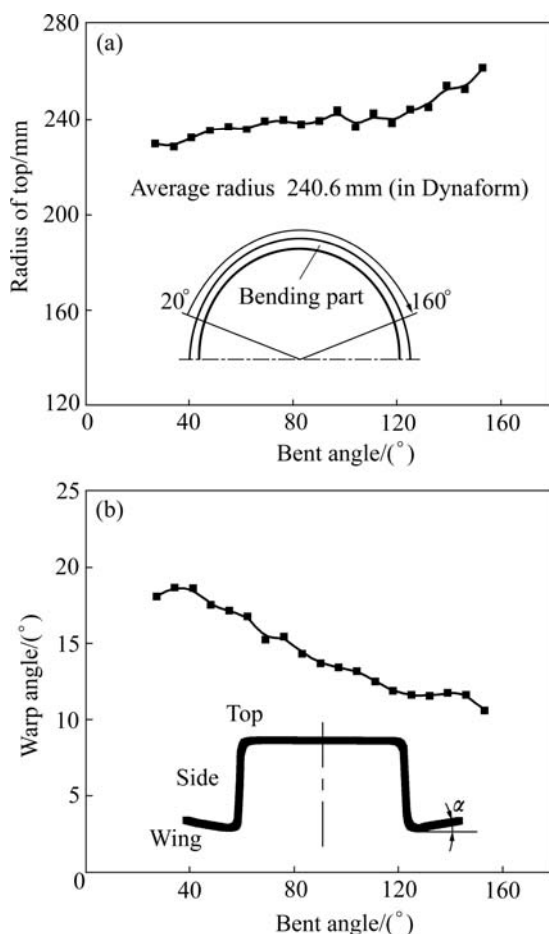 280
(a)
240
Radius of top/mm
Average radius 240.6 mm (in Dynaform)
200
20°
Bending part
160°
160
120
0
40
80
120
160
Bent angle/(°)
25
(b)
20
Warp angle/(°)
15
10
Top
Side
5
α
Wing
0
0
40
80
120
160
Bent angle/(°)